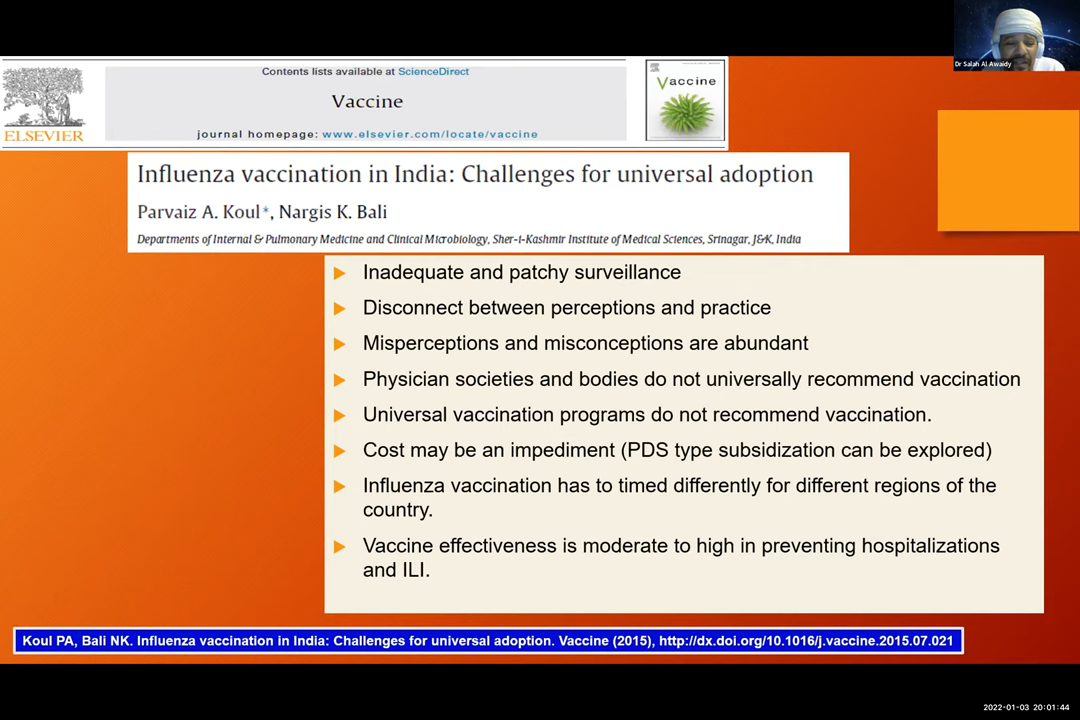 Dr Salah Al Awaidy
Contents lists available at ScienceDirect
Vaccine
journal homepage: www.elsevier.com/locate/vaccine
ELSEVIER
Vaccine
Influenza vaccination in India: Challenges for universal adoption
Parvaiz A. Koul*, Nargis K. Bali
Departments of Internal & Pulmonary Medicine and Clinical Microbiology, Sher-i-Kashmir Institute of Medical Sciences, Srinagar, J&K, India
Inadequate and patchy surveillance
Disconnect between perceptions and practice
Misperceptions and misconceptions are abundant
Physician societies and bodies do not universally recommend vaccination
Universal vaccination programs do not recommend vaccination.
Cost may be an impediment (PDS type subsidization can be explored)
Influenza vaccination has to timed differently for different regions of the
country.
Vaccine effectiveness is moderate to high in preventing hospitalizations
and ILI.
Koul PA, Bali NK. Influenza vaccination in India: Challenges for universal adoption. Vaccine (2015), http://dx.doi.org/10.1016/j.vaccine.2015.07.021
2022-01-03 20:01:44